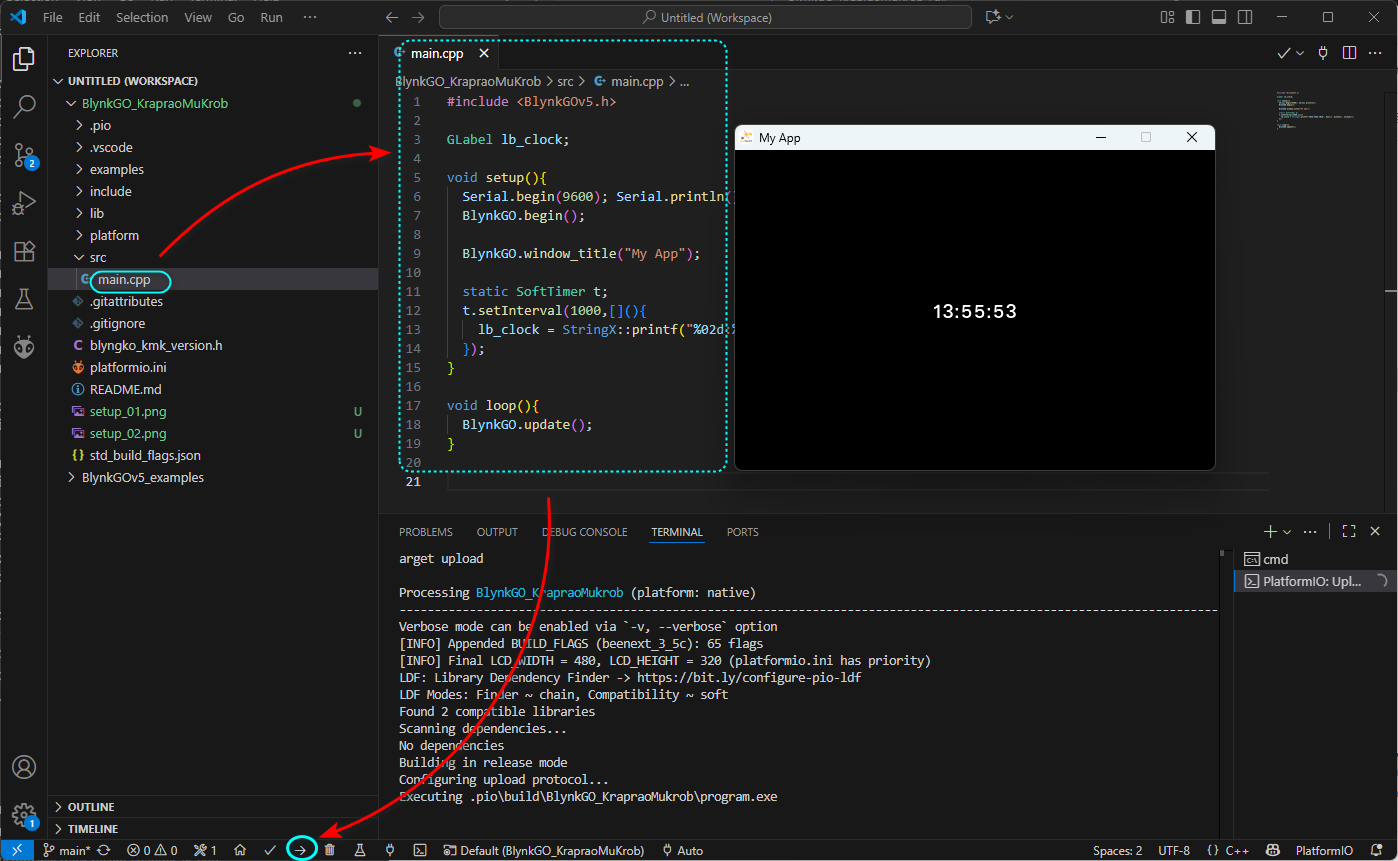 File Edit Selection View Go Run ··· Untitled (Workspace)
EXPLORER ···
UNTITLED (WORKSPACE)
BlynkGO_KrapraoMuKrob
.pio
.vscode
examples
include
lib
platform
src
main.cpp
.gitattributes
.gitignore
C blyngko_kmk_version.h
platformio.ini
README.md
setup_01.png U
setup_02.png U
{} std_build_flags.json
BlynkGOv5_examples
OUTLINE
TIMELINE
2
1
main.cpp
BlynkGO_KrapraoMuKrob > src > main.cpp > ...
1 #include <BlynkGOv5.h>
2
3 GLabel lb_clock;
4
5 void setup(){
6 Serial.begin(9600); Serial.println()
7 BlynkGO.begin();
8
9 BlynkGO.window_title("My App");
10
11 static SoftTimer t;
12 t.setInterval(1000,[](){
13 lb_clock = StringX::printf("%02d:%
14 });
15 }
16
17 void loop(){
18 BlynkGO.update();
19 }
20
21
My App
13:55:53
PROBLEMS OUTPUT DEBUG CONSOLE TERMINAL PORTS
arget upload
Processing BlynkGO_KrapraoMukrob (platform: native)
Verbose mode can be enabled via `-v, --verbose` option
[INFO] Appended BUILD_FLAGS (beenext_3_5c): 65 flags
[INFO] Final LCD_WIDTH = 480, LCD_HEIGHT = 320 (platformio.ini has priority)
LDF: Library Dependency Finder -> https://bit.ly/configure-pio-ldf
LDF Modes: Finder ~ chain, Compatibility ~ soft
Found 2 compatible libraries
Scanning dependencies...
No dependencies
Building in release mode
Configuring upload protocol...
Executing .pio\build\BlynkGO_KrapraoMukrob\program.exe
cmd
PlatformIO: Upl...
main* 0 0 1 Default (BlynkGO_KrapraoMuKrob) Auto Spaces: 2 UTF-8 {} C++ PlatformIO